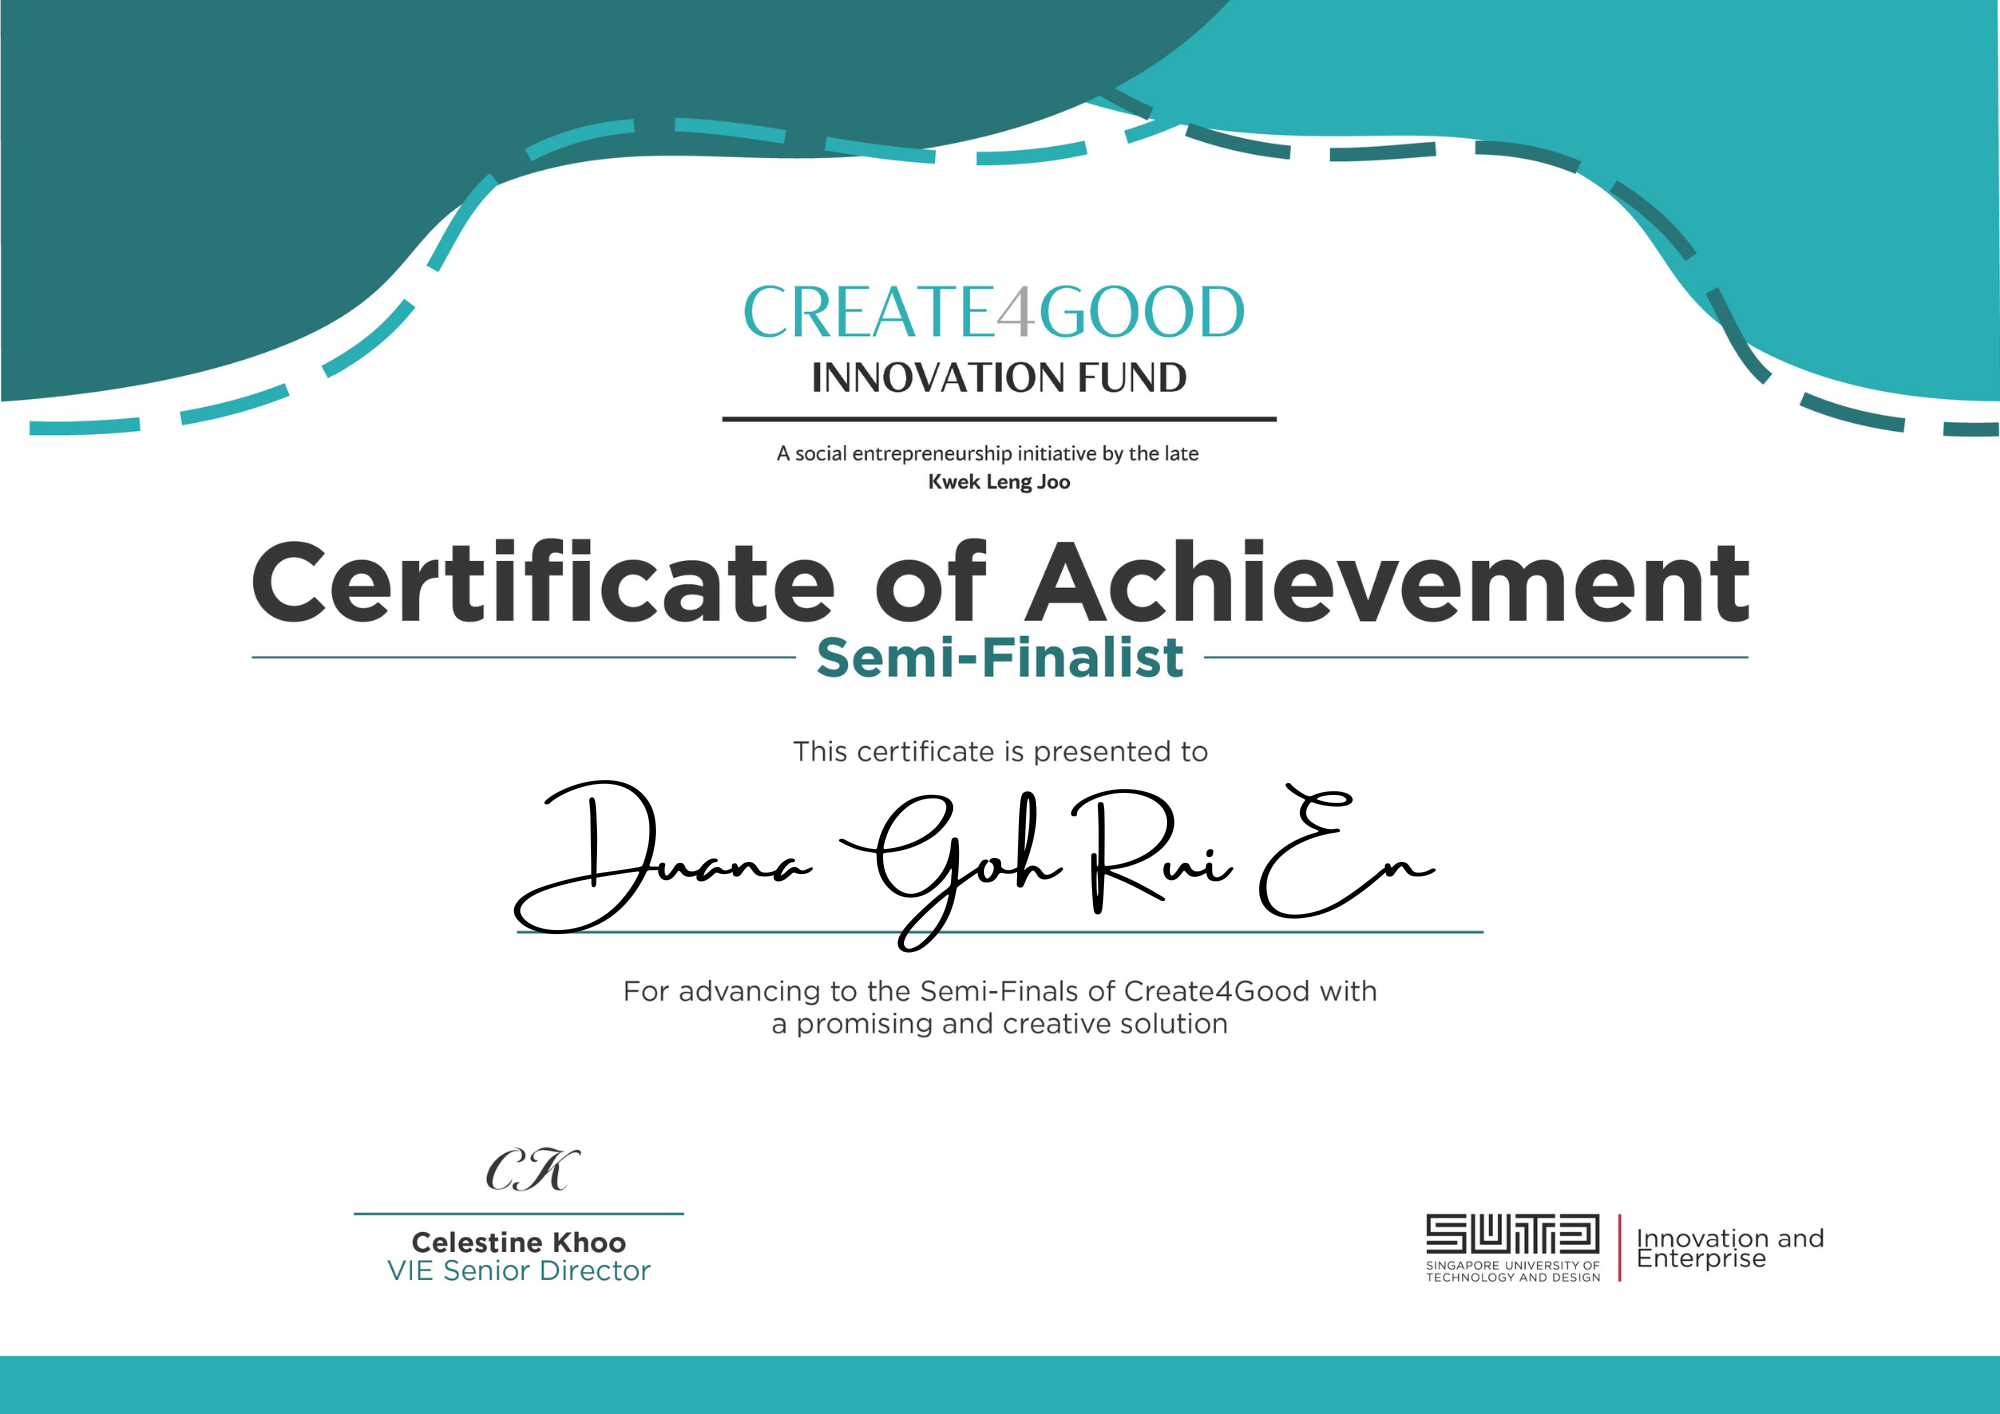 CREATE4GOOD
INNOVATION FUND
A social entrepreneurship initiative by the late
Kwek Leng Joo
Certificate of Achievement
Semi-Finalist
This certificate is presented to
Duana Goh Rui En
For advancing to the Semi-Finals of Create4Good with
a promising and creative solution
CK
Celestine Khoo
VIE Senior Director
SUTD
SINGAPORE UNIVERSITY OF
TECHNOLOGY AND DESIGN
Innovation and
Enterprise